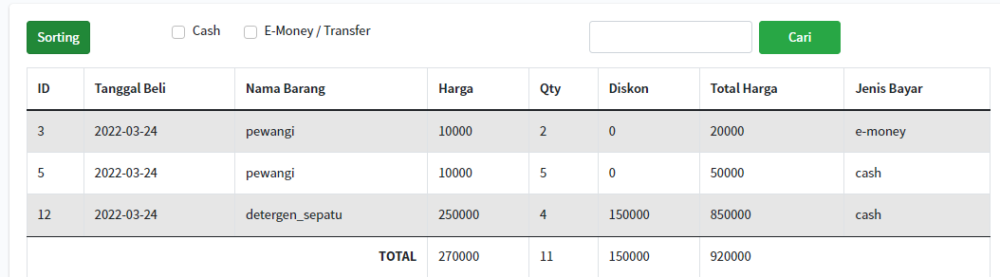 Sorting Cash E-Money / Transfer Cari
ID Tanggal Beli Nama Barang Harga Qty Diskon Total Harga Jenis Bayar
3 2022-03-24 pewangi 10000 2 0 20000 e-money
5 2022-03-24 pewangi 10000 5 0 50000 cash
12 2022-03-24 detergen_sepatu 250000 4 150000 850000 cash
TOTAL 270000 11 150000 920000